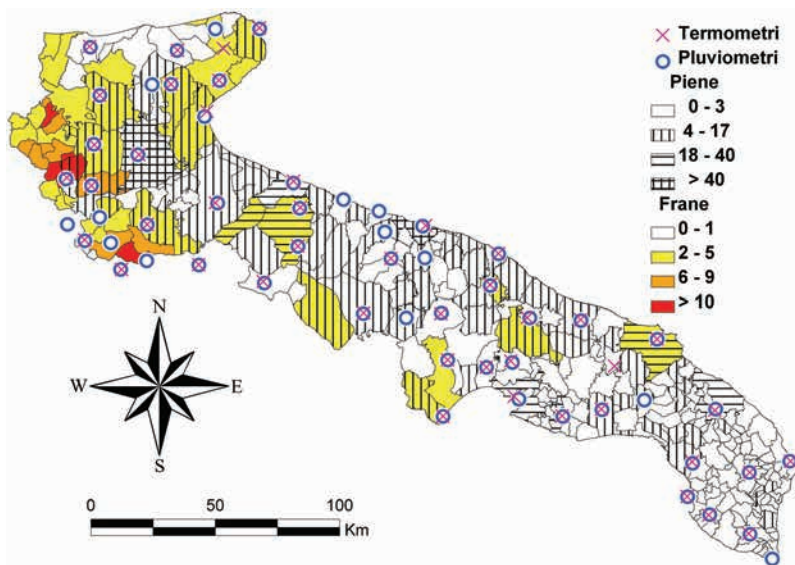 Termometri
Pluviometri
Piene
0 - 3
4 - 17
18 - 40
> 40
Frane
0 - 1
2 - 5
6 - 9
> 10
N
W E
S
0 50 100
Km